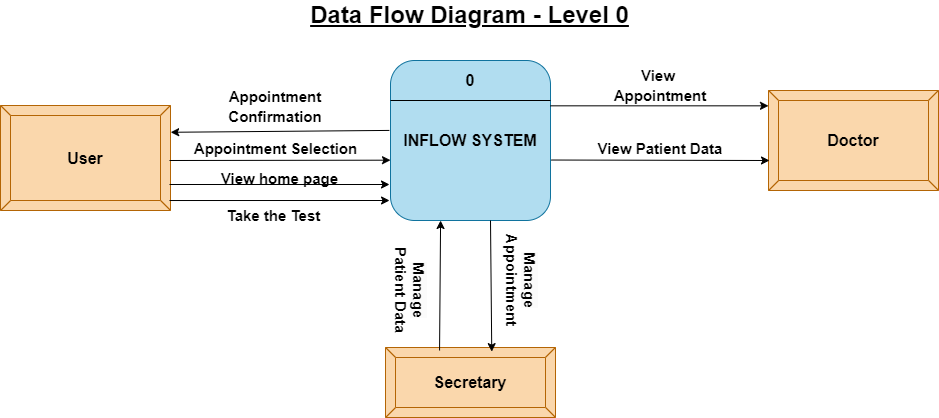 Data Flow Diagram - Level 0
0
INFLOW SYSTEM
User
Appointment
Confirmation
Appointment Selection
View home page
Take the Test
View
Appointment
View Patient Data
Doctor
Manage
Patient Data
Manage
Appointment
Secretary